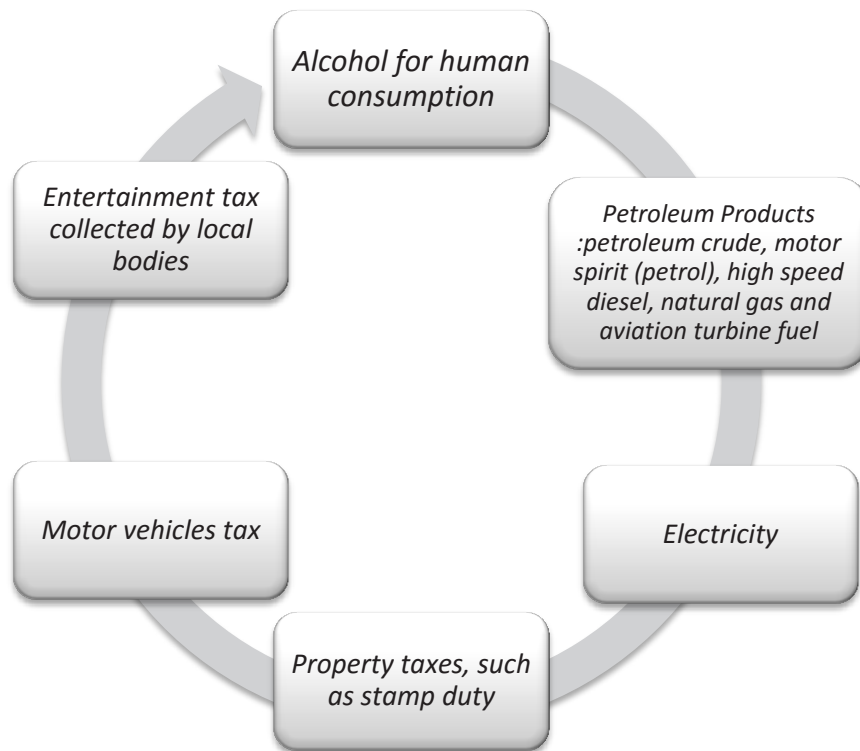 Alcohol for human
consumption
Petroleum Products
:petroleum crude, motor
spirit (petrol), high speed
diesel, natural gas and
aviation turbine fuel
Electricity
Property taxes, such
as stamp duty
Motor vehicles tax
Entertainment tax
collected by local
bodies